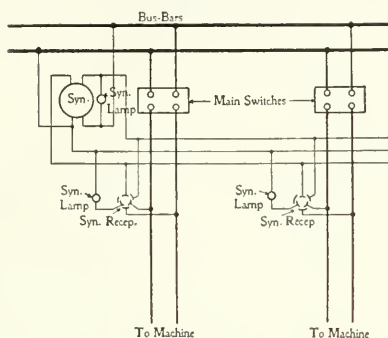 Bus-Bars
Syn.
Syn.
Lamp
Main Switches
Syn.
Lamp
Syn. Recep.
Syn.
Lamp
Syn. Recep
To Machine
To Machine